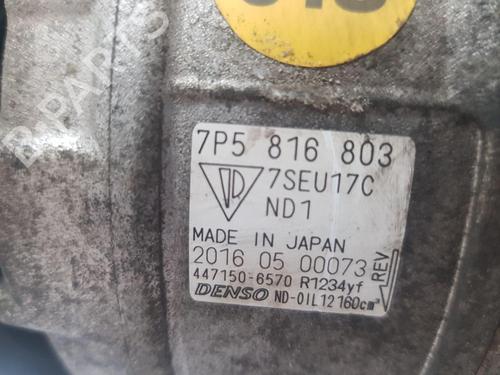 B-PARTS
7P5 816 803
7SEU17C
ND1
MADE IN JAPAN
2016 05 00073
REV
447150-6570 R1234yf
DENSO ND-OIL12 160cm³